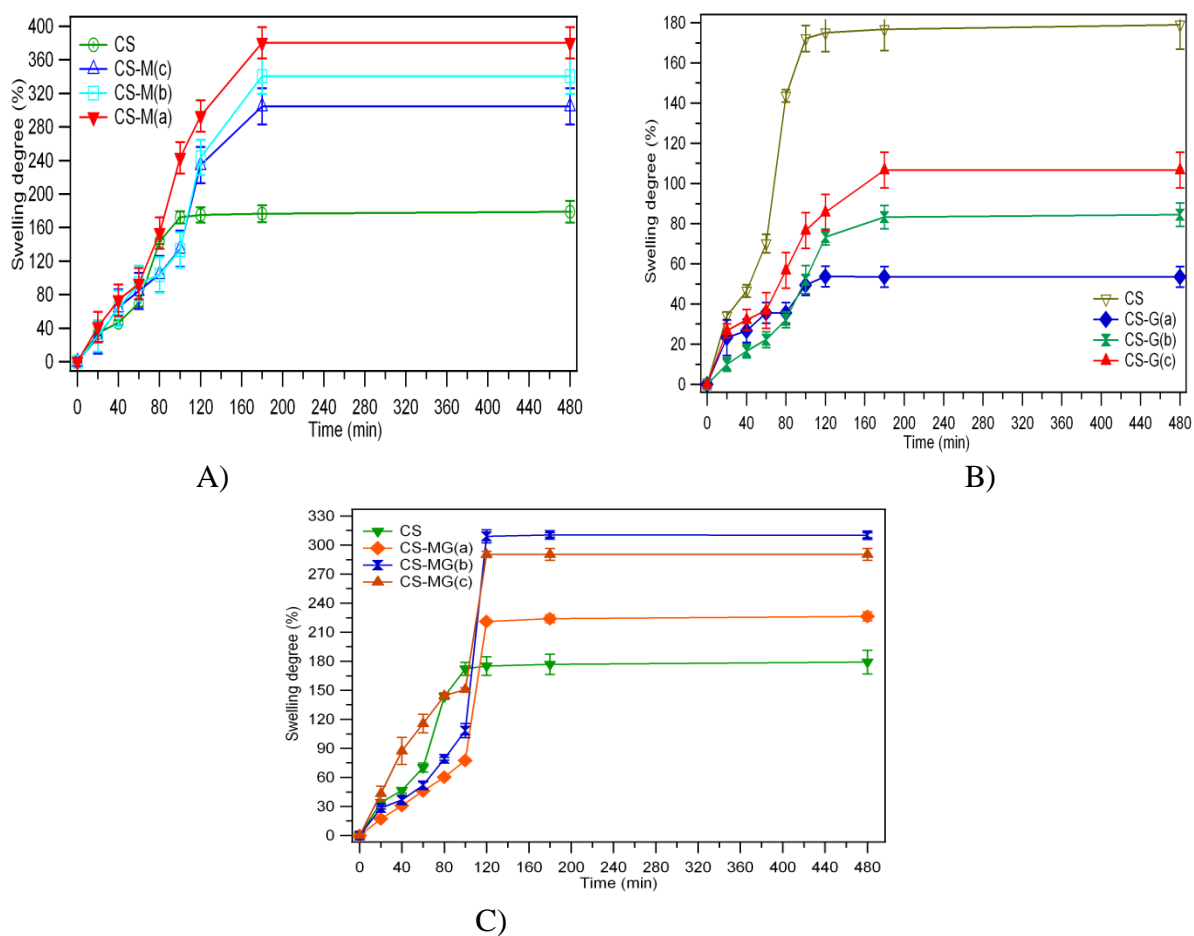 400
360
320
280
240
200
160
120
80
40
0
Swelling degree (%)
CS
CS-M(c)
CS-M(b)
CS-M(a)
0 20 40 60 80 100 120 160 200 240 280 320 360 400 440 480
Time (min)
A)
180
160
140
120
100
80
60
40
20
0
Swelling degree (%)
CS
CS-G(a)
CS-G(b)
CS-G(c)
0 40 80 120 160 200 240 280 320 360 400 440 480
Time (min)
B)
330
300
270
240
210
180
150
120
90
60
30
0
Swelling degree (%)
CS
CS-MG(a)
CS-MG(b)
CS-MG(c)
0 40 80 120 160 200 240 280 320 360 400 440 480
Time (min)
C)